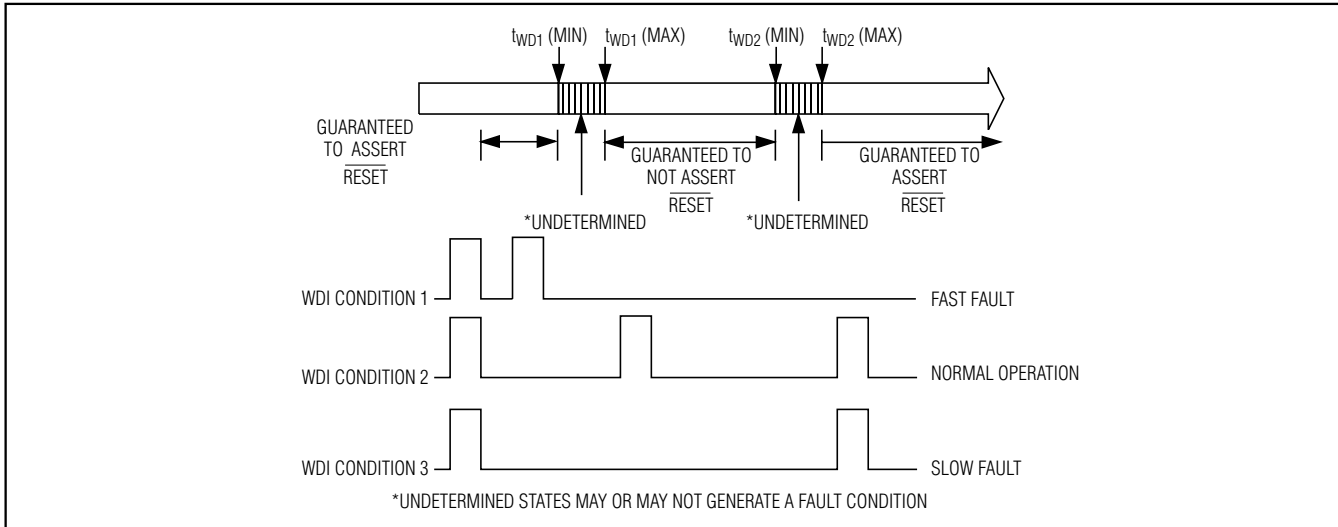 tWD1 (MIN) tWD1 (MAX) tWD2 (MIN) tWD2 (MAX)
GUARANTEED
TO ASSERT
RESET
GUARANTEED TO
NOT ASSERT
RESET
GUARANTEED TO
ASSERT
RESET
*UNDETERMINED *UNDETERMINED
WDI CONDITION 1 FAST FAULT
WDI CONDITION 2 NORMAL OPERATION
WDI CONDITION 3 SLOW FAULT
*UNDETERMINED STATES MAY OR MAY NOT GENERATE A FAULT CONDITION